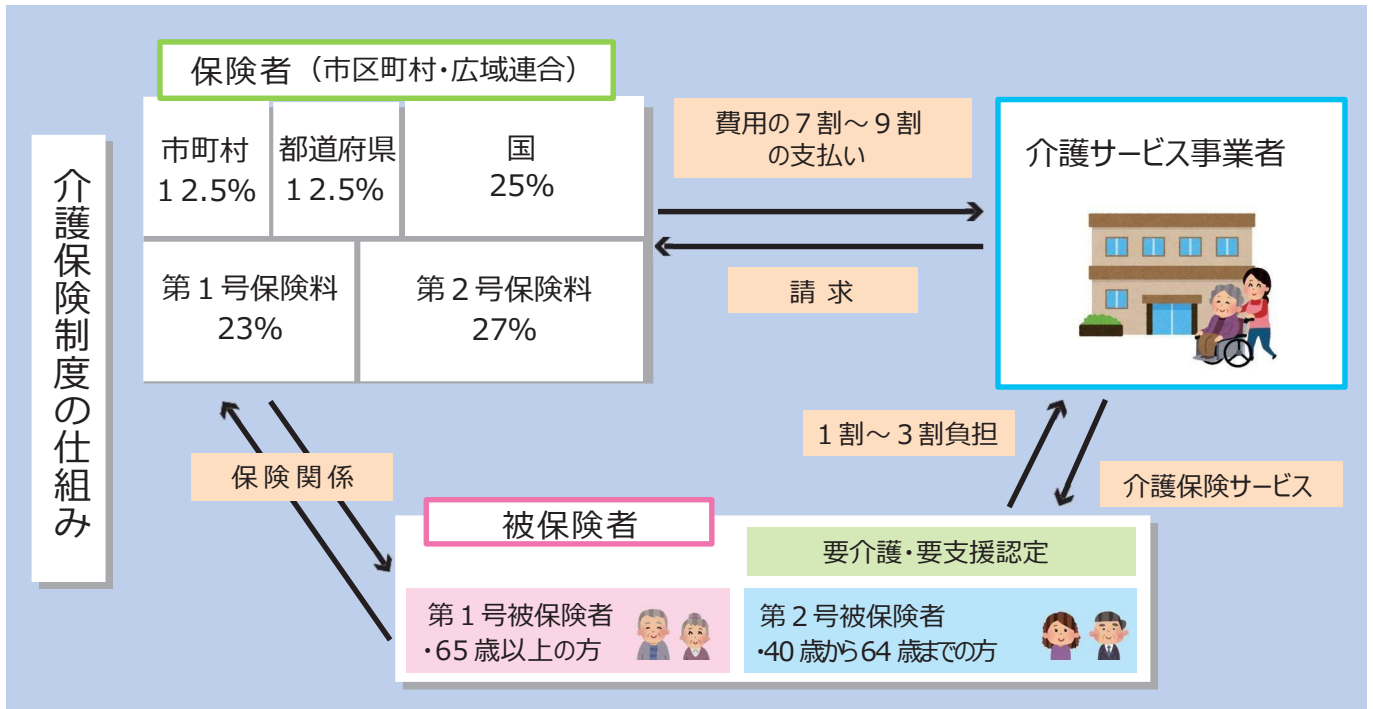 介護保険制度の仕組み
保険者（市区町村・広域連合）
市町村
１２.5%
都道府県
１２.5%
国
25%
第１号保険料
23%
第２号保険料
27%
費用の７割～９割
の支払い
請 求
介護サービス事業者
保 険 関 係
１割～３割負担
介護保険サービス
被保険者
要介護・要支援認定
第１号被保険者
・65 歳以上の方
第２号被保険者
・40 歳から64 歳までの方